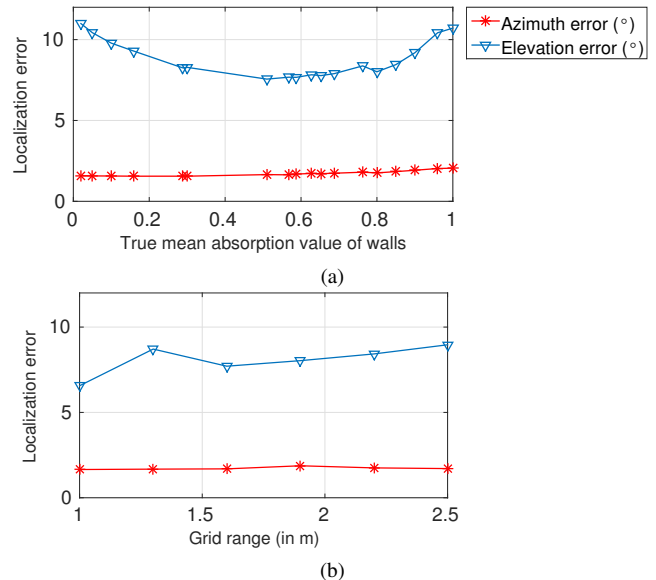 Azimuth error (°)
Elevation error (°)
Localization error
10
5
0
0 0.2 0.4 0.6 0.8 1
True mean absorption value of walls
(a)
Localization error
10
5
0
1 1.5 2 2.5
Grid range (in m)
(b)